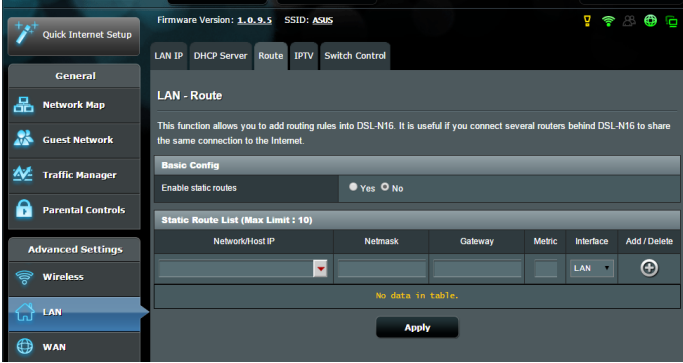 Firmware Version: 1.0.9.5 SSID: ASUS
Quick Internet Setup
LAN IP DHCP Server Route IPTV Switch Control
General
Network Map
Guest Network
Traffic Manager
Parental Controls
Advanced Settings
Wireless
LAN
WAN
LAN - Route
This function allows you to add routing rules into DSL-N16. It is useful if you connect several routers behind DSL-N16 to share
the same connection to the Internet.
Basic Config
Enable static routes Yes No
Static Route List (Max Limit : 10)
Network/Host IP Netmask Gateway Metric Interface Add / Delete
LAN
No data in table.
Apply